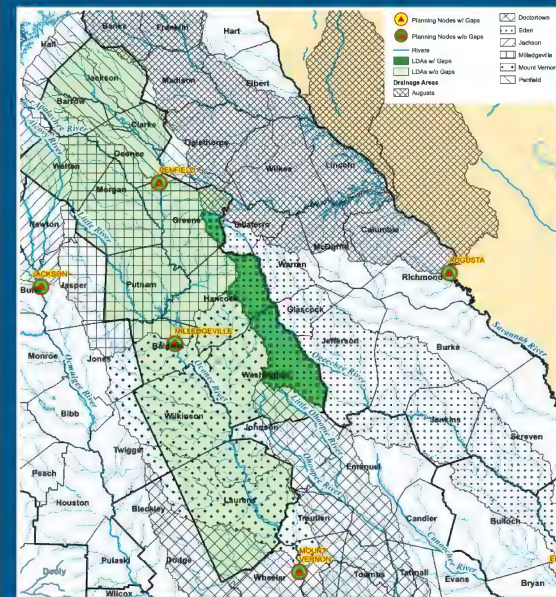 Planning Nodes w/ Gaps
Planning Nodes w/o Gaps
Rivers
LDAs w/ Gaps
LDAs w/o Gaps
Drainage Areas
Augusta
Doctortown
Eden
Jackson
Milledgeville
Mount Vernon
Penfield
Banks
Franklin
Hart
Hall
Jackson
Madison
Elbert
Barrow
Clarke
Oglethorpe
Oconee
Wilkes
Lincoln
Walton
Morgan
PENFIELD
Greene
Taliaferro
Columbia
McDuffie
Newton
Little River
Warren
AUGUSTA
Richmond
JACKSON
Butts
Jasper
Putnam
Hancock
Glascock
Savannah River
MILLEDGEVILLE
Baldwin
Jefferson
Burke
Monroe
Jones
Ocmulgee River
Oconee River
Washington
Ogeechee River
Bibb
Wilkinson
Little Ohoopee River
Jenkins
Screven
Johnson
Ohoopee River
Twiggs
Emanuel
Peach
Laurens
Houston
Bleckley
Treutlen
Candler
Bulloch
Canoochee River
Pulaski
Dodge
MOUNT VERNON
Dooly
Wheeler
Toombs
Tattnall
Evans
Bryan
Wilcox